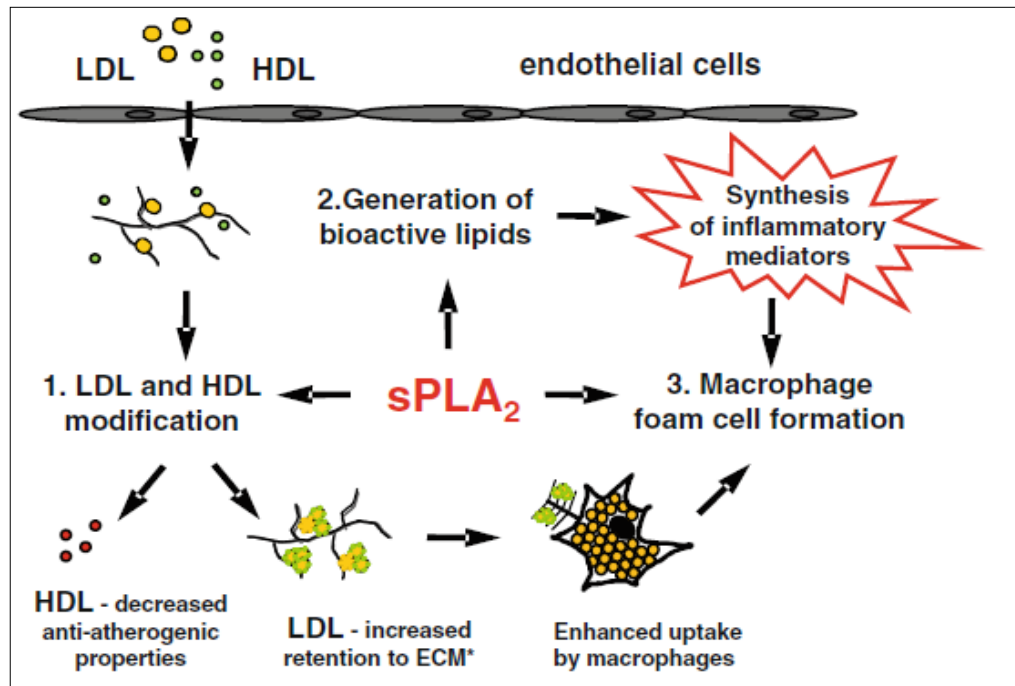 LDL
HDL
endothelial cells
2.Generation of
bioactive lipids
Synthesis
of inflammatory
mediators
1. LDL and HDL
modification
sPLA₂
3. Macrophage
foam cell formation
HDL - decreased
anti-atherogenic
properties
LDL - increased
retention to ECM*
Enhanced uptake
by macrophages